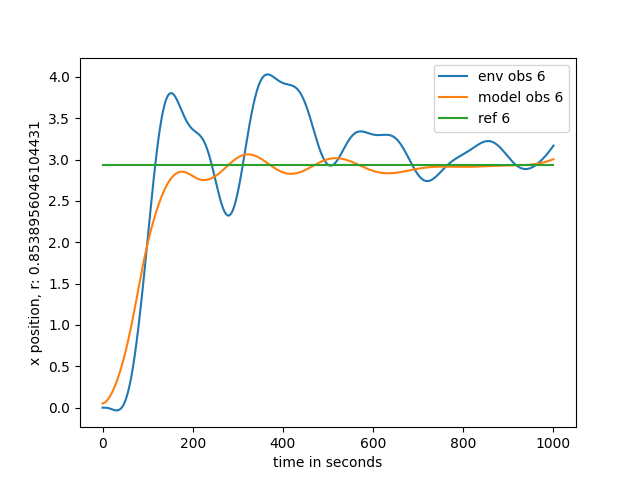 env obs 6
model obs 6
ref 6
x position, r: 0.8538956046104431
4.0
3.5
3.0
2.5
2.0
1.5
1.0
0.5
0.0
0 200 400 600 800 1000
time in seconds